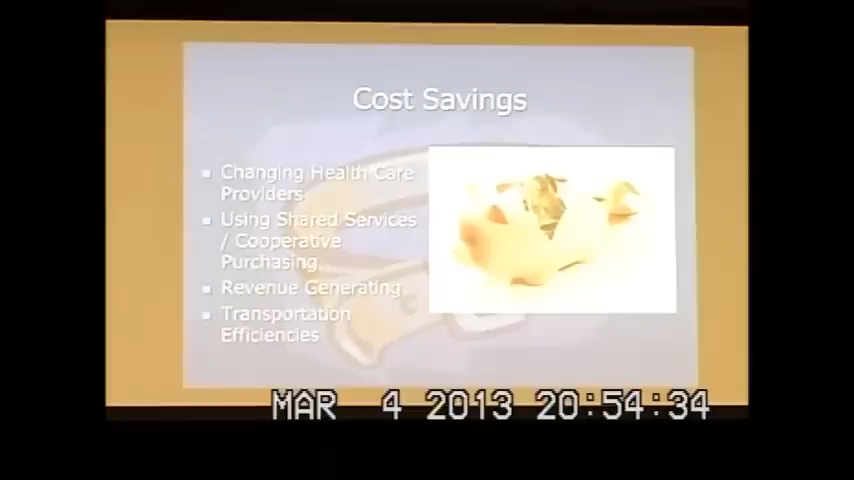 Cost Savings
Changing Health Care
Providers
Using Shared Services
/ Cooperative
Purchasing
Revenue Generating
Transportation
Efficiencies
MAR 4 2013 20:54:34